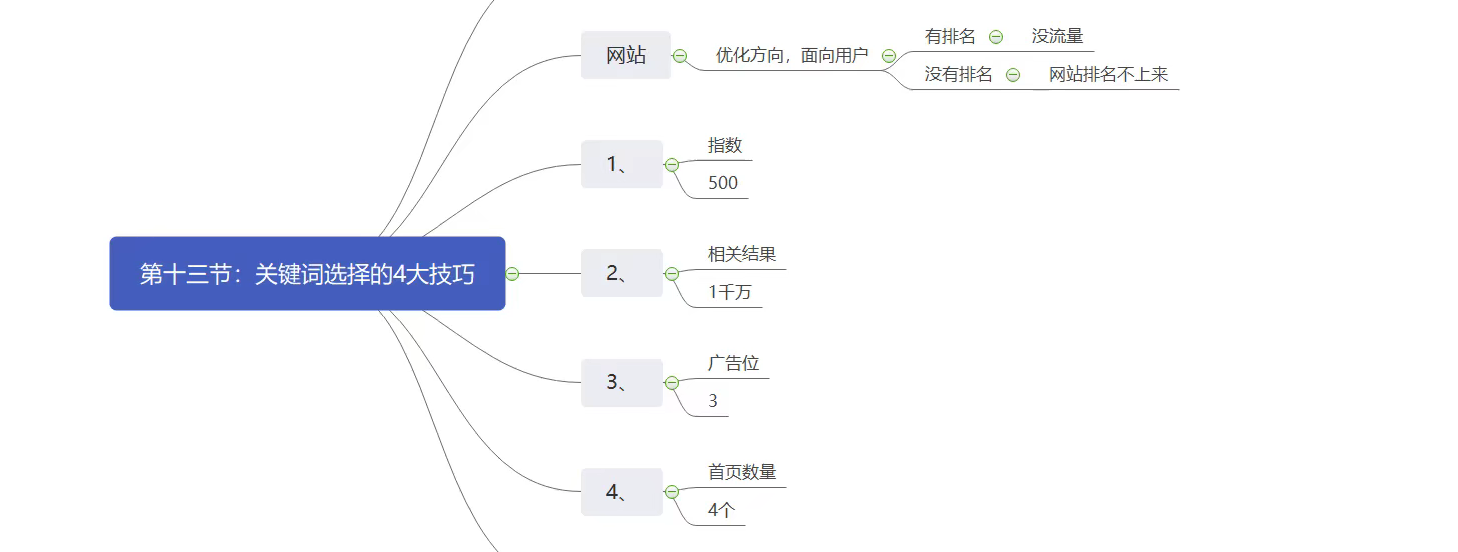 第十三节：关键词选择的4大技巧
网站
优化方向，面向用户
有排名
没流量
没有排名
网站排名不上来
1、
指数
500
2、
相关结果
1千万
3、
广告位
3
4、
首页数量
4个